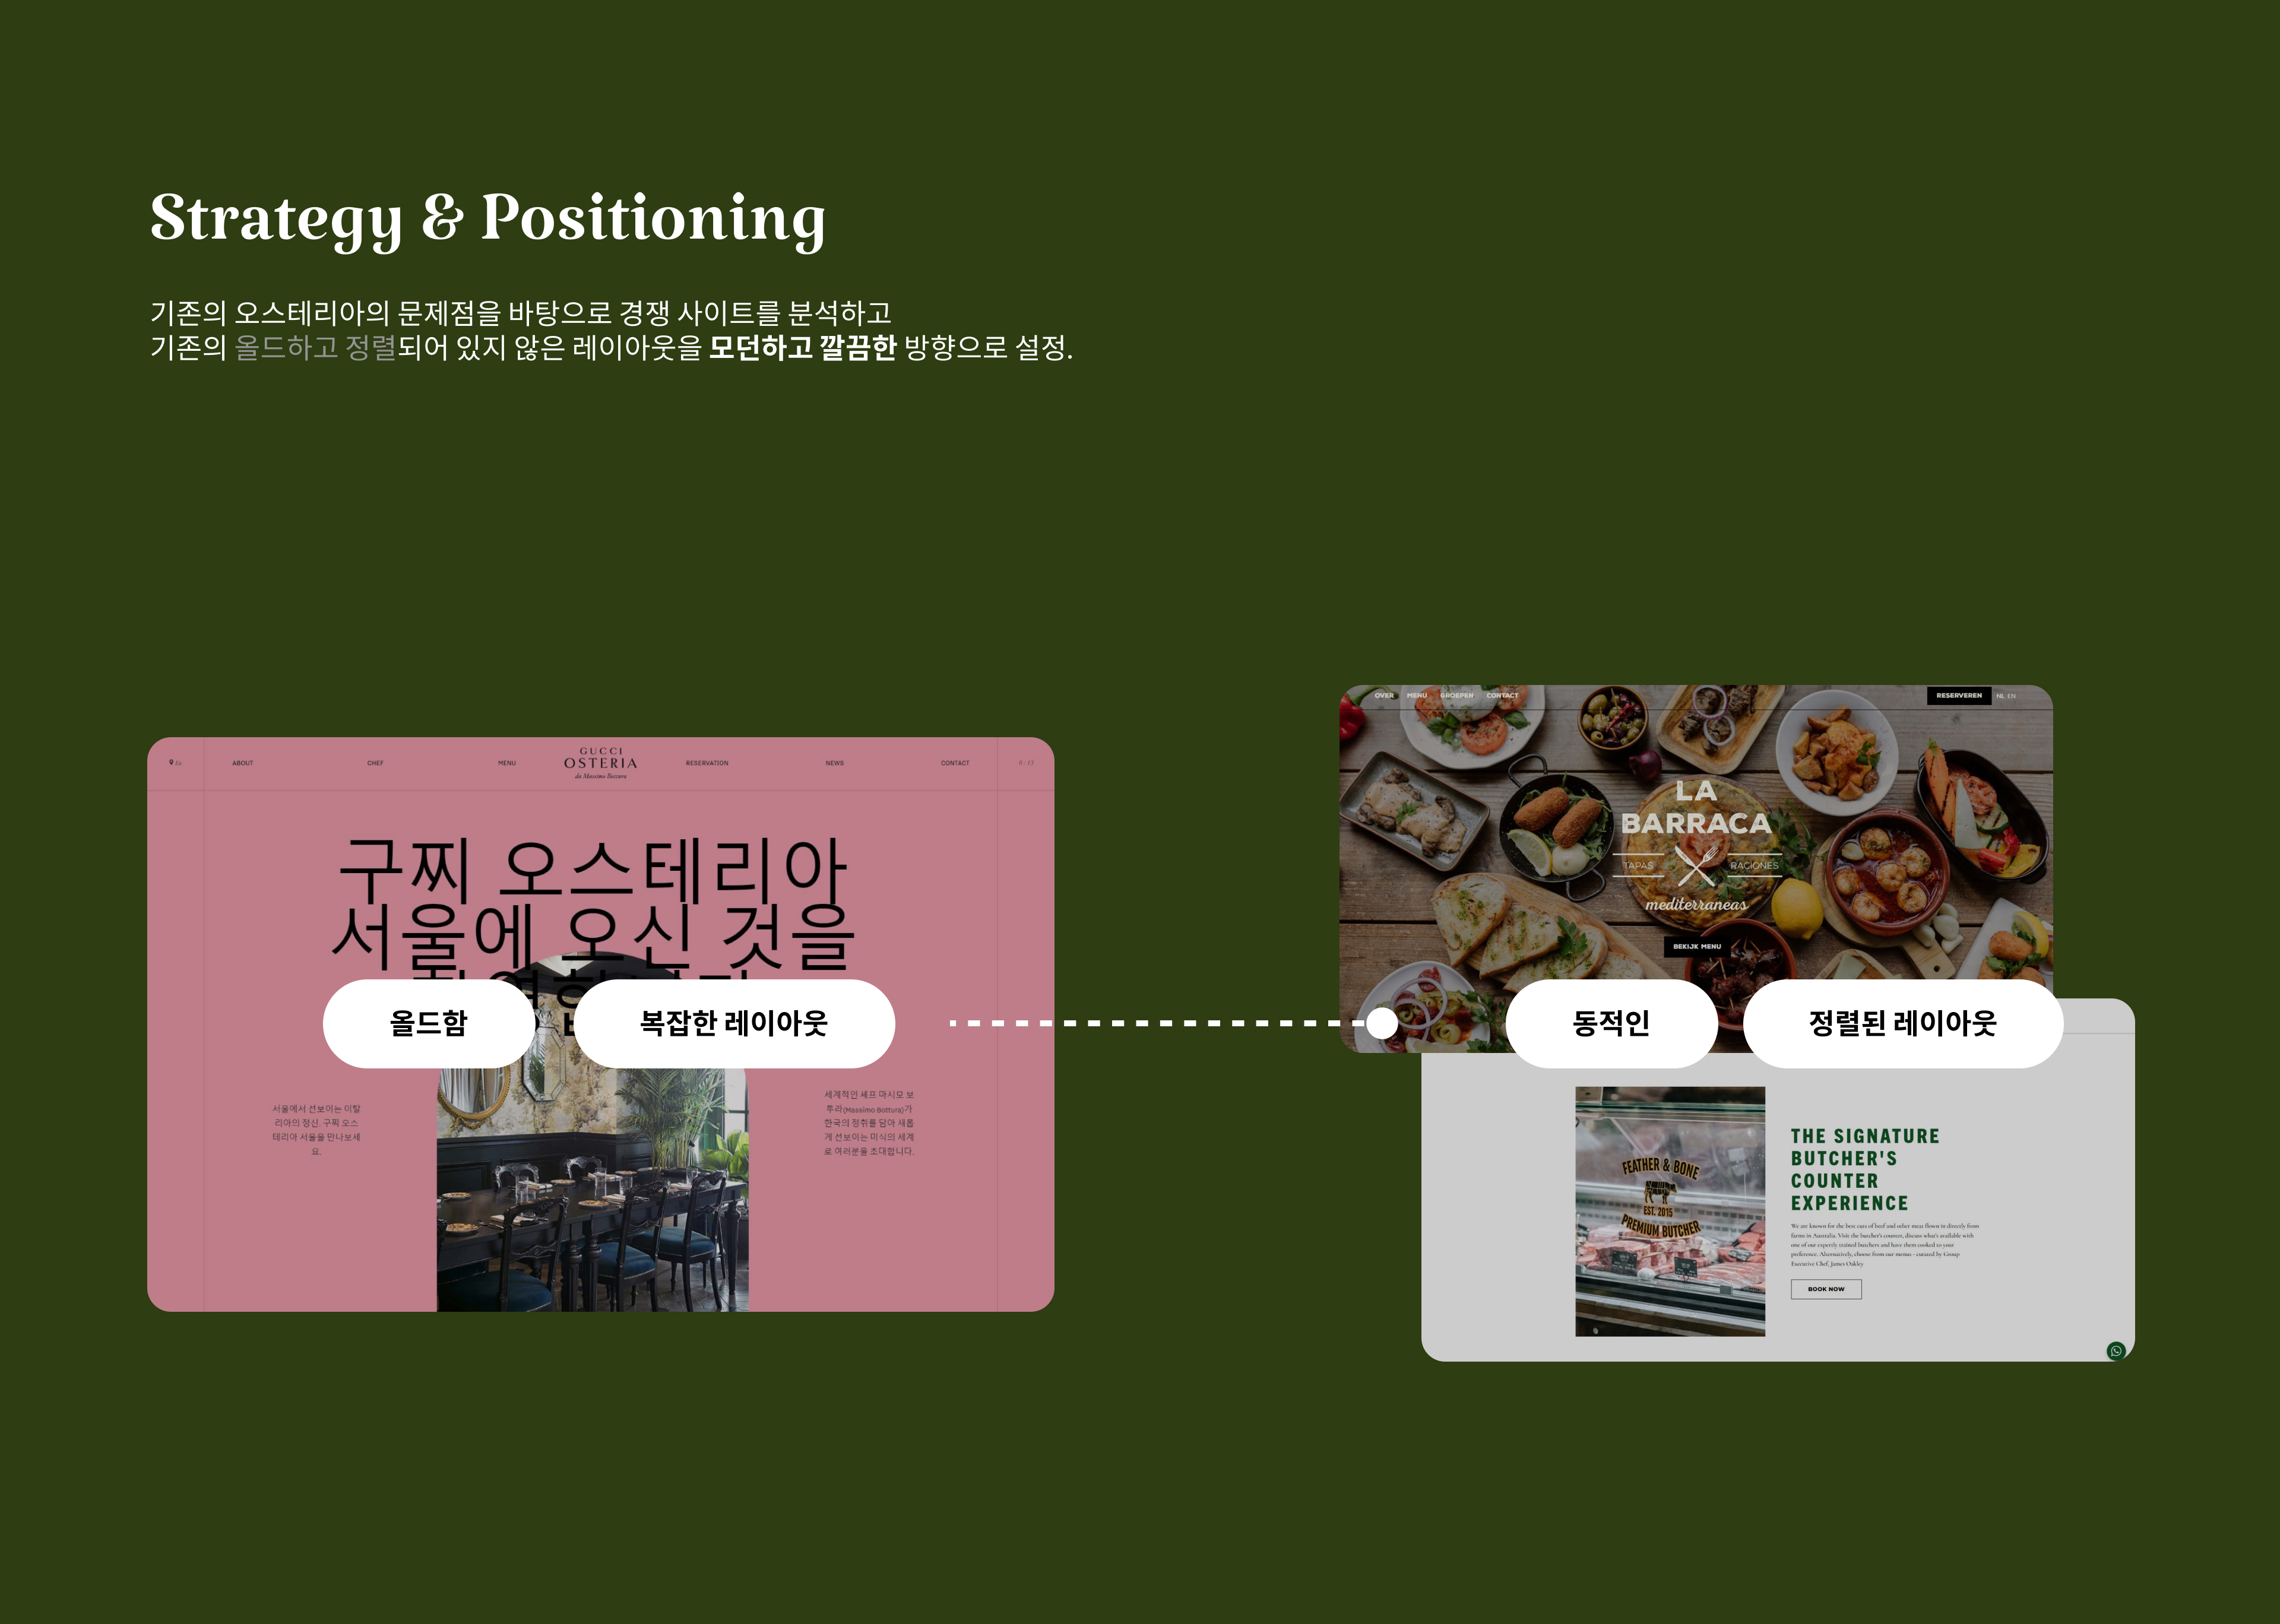 Strategy & Positioning
기존의 오스테리아의 문제점을 바탕으로 경쟁 사이트를 분석하고
기존의 올드하고 정렬되어 있지 않은 레이아웃을 모던하고 깔끔한 방향으로 설정.
ABOUT
CHEF
MENU
GUCCI
OSTERIA
da Massimo Bottura
RESERVATION
NEWS
CONTACT
구찌 오스테리아
서울에 오신 것을
올드함
복잡한 레이아웃
서울에서 선보이는 이탈
리아의 정신. 구찌 오스
테리아 서울을 만나보세
요.
세계적인 셰프 마시모 보
투라(Massimo Bottura)가
한국의 정취를 담아 새롭
게 선보이는 미식의 세계
로 여러분을 초대합니다.
OVER MENU GROEPEN CONTACT
RESERVEREN NL EN
LA
BARRACA
TAPAS RACIONES
mediterraneas
BEKIJK MENU
동적인
정렬된 레이아웃
FEATHER & BONE
EST. 2015
PREMIUM BUTCHER
THE SIGNATURE
BUTCHER'S
COUNTER
EXPERIENCE
We are known for the best cuts of beef and other meat flown in directly from
farms in Australia. Visit the butcher's counter, discuss what's available with
one of our expertly trained butchers and have them cooked to your
preference. Alternatively, choose from our menus - curated by Group
Executive Chef, James Oakley
BOOK NOW